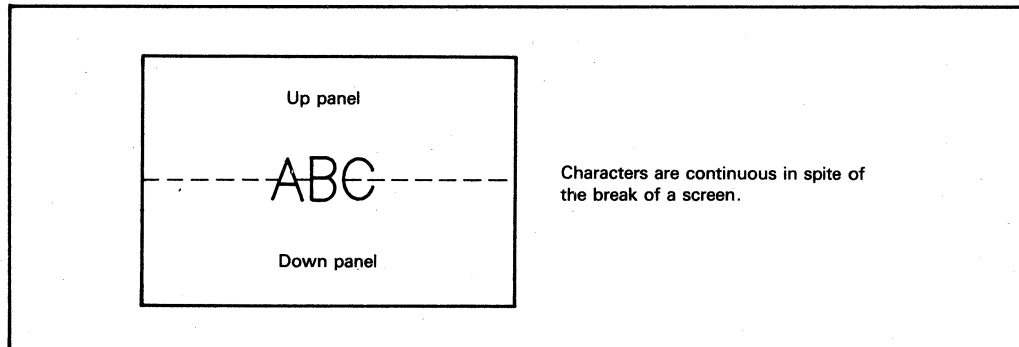 Up panel
ABC
Characters are continuous in spite of
the break of a screen.
Down panel